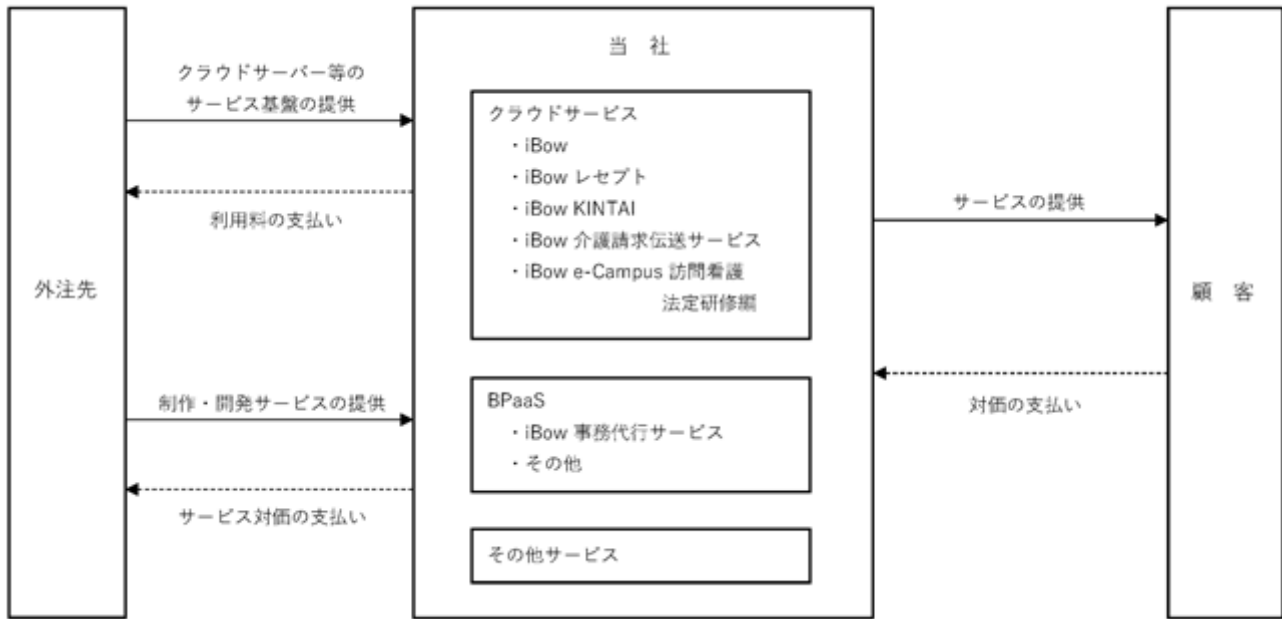 外注先
クラウドサーバー等の
サービス基盤の提供
利用料の支払い
制作・開発サービスの提供
サービス対価の支払い
当 社
クラウドサービス
・iBow
・iBow レセプト
・iBow KINTAI
・iBow 介護請求伝送サービス
・iBow e-Campus 訪問看護
法定研修編
BPaaS
・iBow 事務代行サービス
・その他
その他サービス
サービスの提供
対価の支払い
顧 客